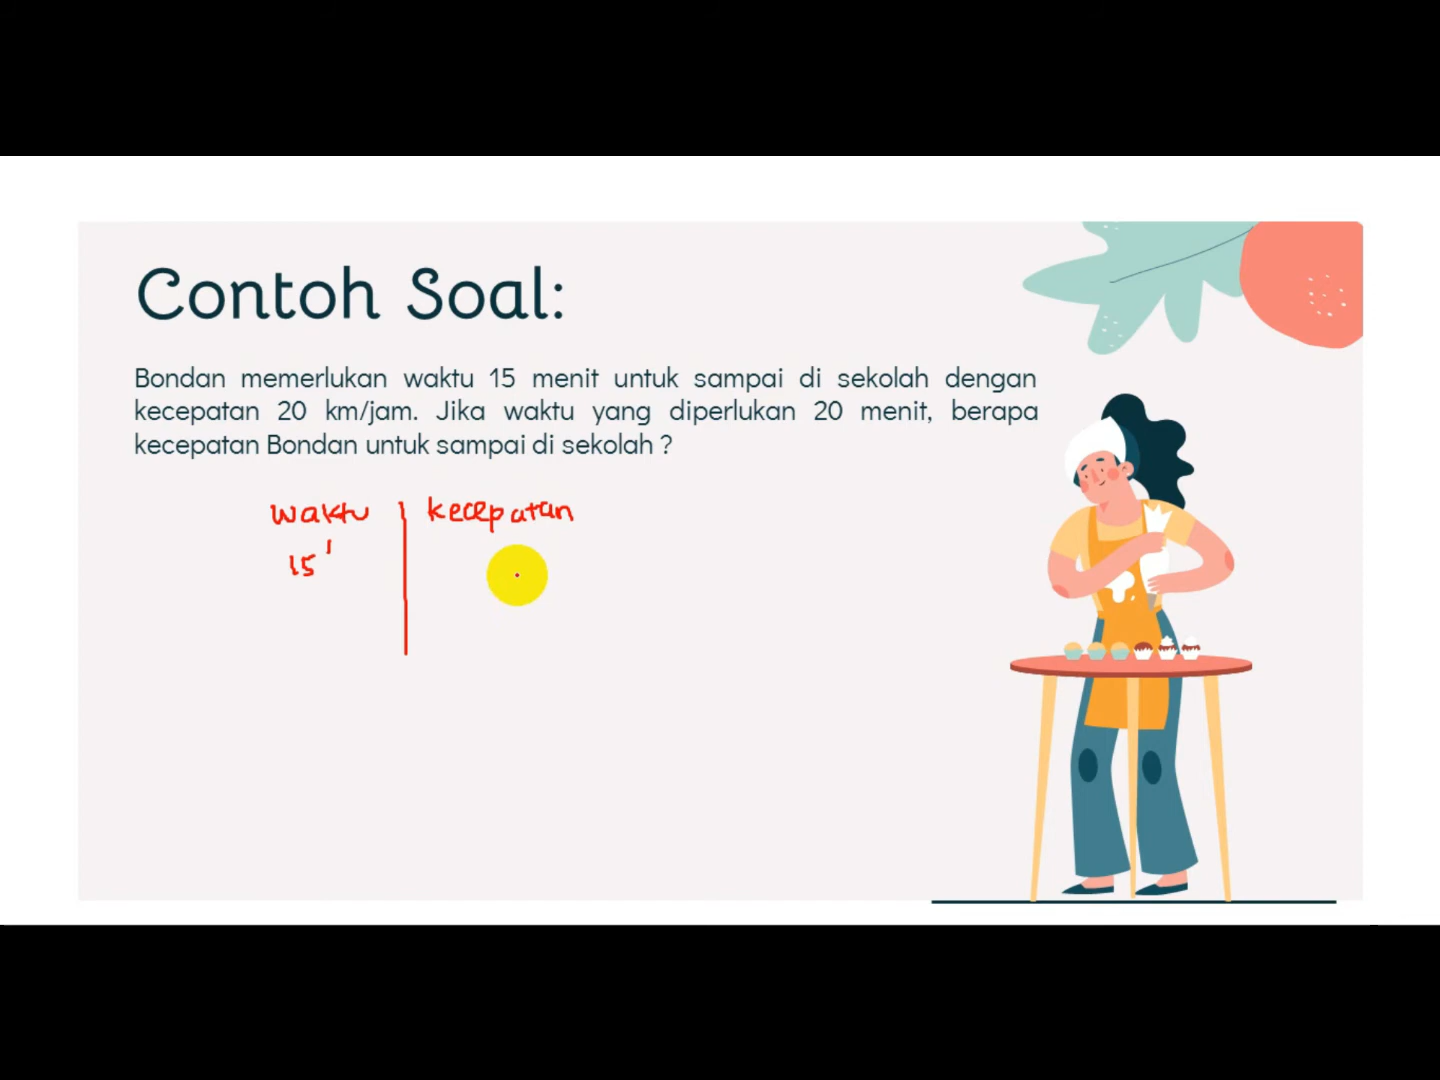 Contoh Soal:
Bondan memerlukan waktu 15 menit untuk sampai di sekolah dengan
kecepatan 20 km/jam. Jika waktu yang diperlukan 20 menit, berapa
kecepatan Bondan untuk sampai di sekolah ?
waktu | kecepatan
15'